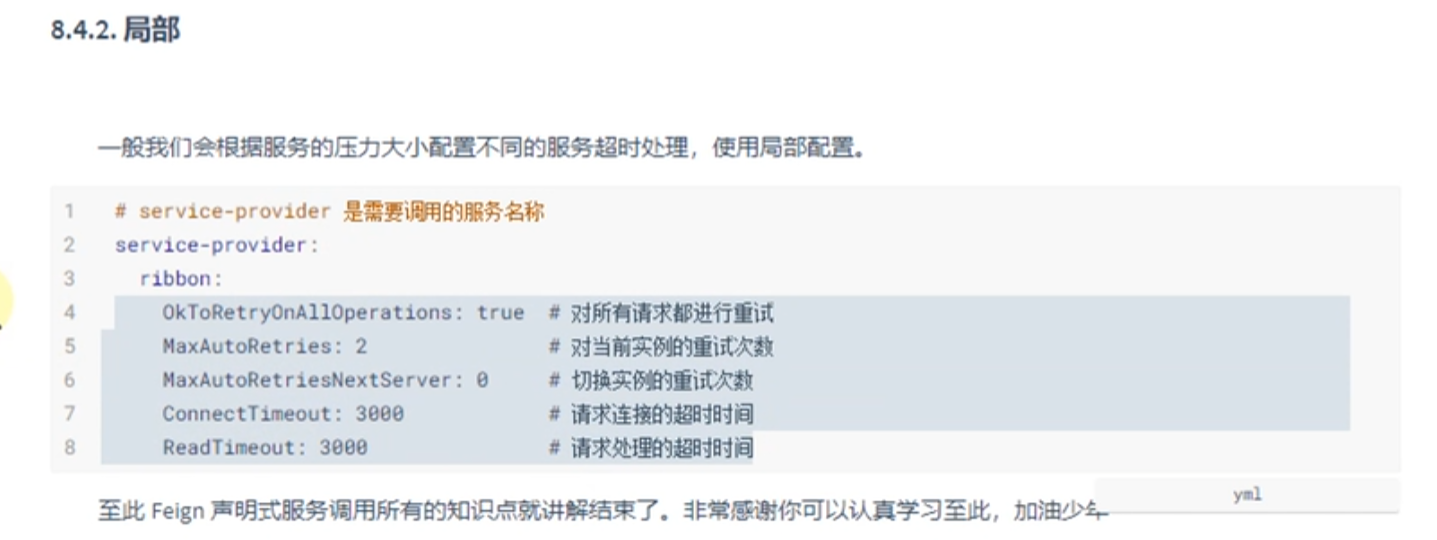 8.4.2. 局部
一般我们会根据服务的压力大小配置不同的服务超时处理，使用局部配置。
1 # service-provider 是需要调用的服务名称
2 service-provider:
3 ribbon:
4 OkToRetryOnAllOperations: true # 对所有请求都进行重试
5 MaxAutoRetries: 2 # 对当前实例的重试次数
6 MaxAutoRetriesNextServer: 0 # 切换实例的重试次数
7 ConnectTimeout: 3000 # 请求连接的超时时间
8 ReadTimeout: 3000 # 请求处理的超时时间
yml
至此 Feign 声明式服务调用所有的知识点就讲解结束了。非常感谢你可以认真学习至此，加油少年